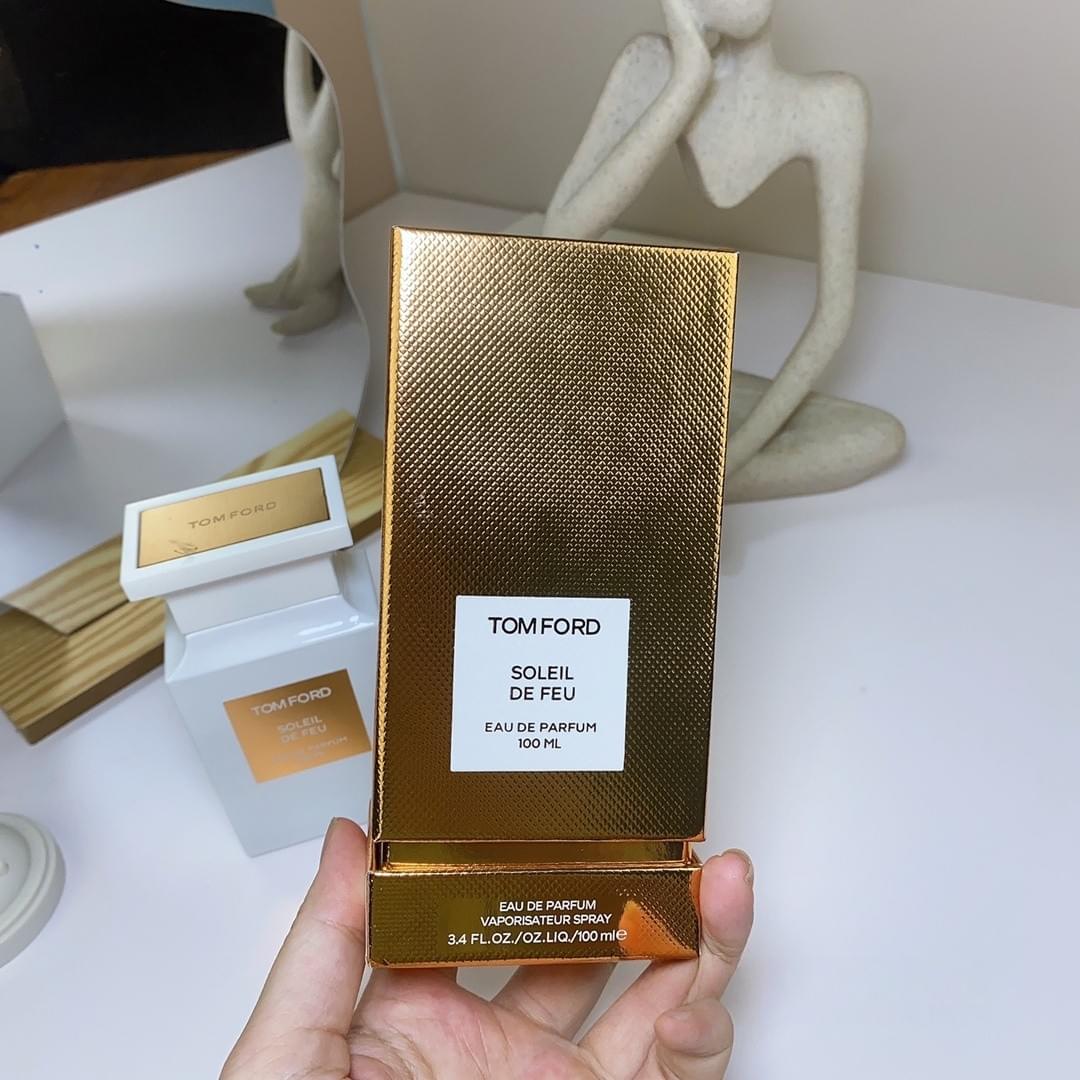 TOM FORD
SOLEIL
DE FEU
EAU DE PARFUM
100 ML
EAU DE PARFUM
VAPORISATEUR SPRAY
3.4 FL.OZ./OZ.LIQ./100 ml℮
TOM FORD
TOM FORD
SOLEIL
DE FEU
PARFUM